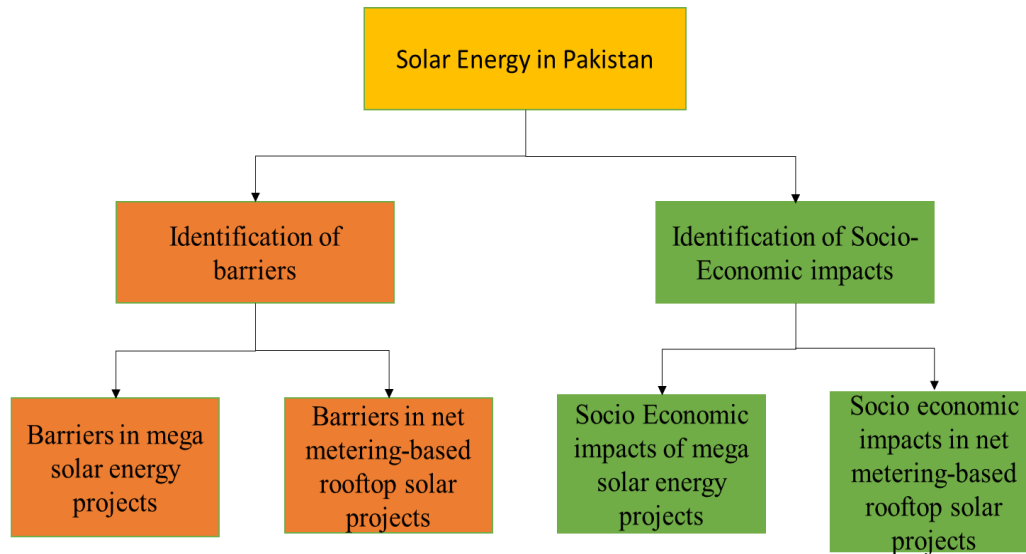 Solar Energy in Pakistan
Identification of
barriers
Identification of Socio-
Economic impacts
Barriers in mega
solar energy
projects
Barriers in net
metering-based
rooftop solar
projects
Socio Economic
impacts of mega
solar energy
projects
Socio economic
impacts in net
metering-based
rooftop solar
projects